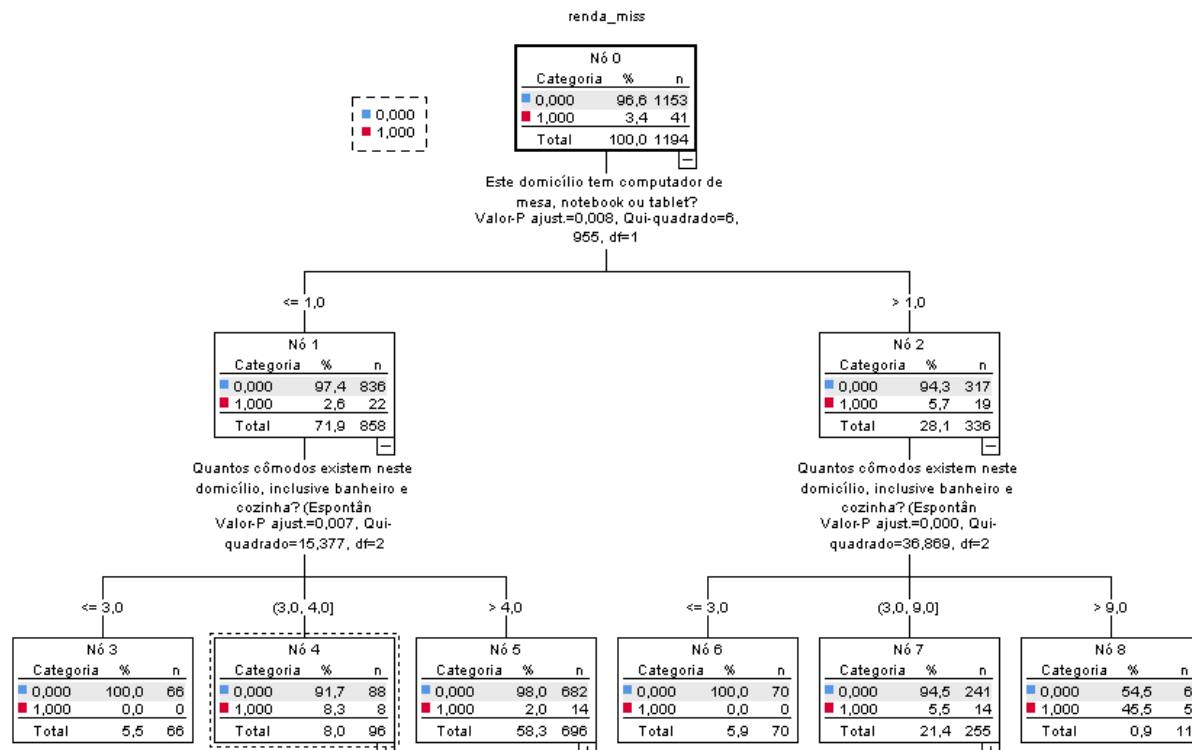 renda_miss
Nó 0
Categoria % n
0,000 96,6 1153
1,000 3,4 41
Total 100,0 1194
0,000
1,000
Este domicílio tem computador de
mesa, notebook ou tablet?
Valor-P ajust.=0,008, Qui-quadrado=6,
955, df=1
<= 1,0
> 1,0
Nó 1
Categoria % n
0,000 97,4 836
1,000 2,6 22
Total 71,9 858
Nó 2
Categoria % n
0,000 94,3 317
1,000 5,7 19
Total 28,1 336
Quantos cômodos existem neste
domicílio, inclusive banheiro e
cozinha? (Espontân
Valor-P ajust.=0,007, Qui-
quadrado=15,377, df=2
Quantos cômodos existem neste
domicílio, inclusive banheiro e
cozinha? (Espontân
Valor-P ajust.=0,000, Qui-
quadrado=36,869, df=2
<= 3,0
(3,0, 4,0]
> 4,0
<= 3,0
(3,0, 9,0]
> 9,0
Nó 3
Categoria % n
0,000 100,0 66
1,000 0,0 0
Total 5,5 66
Nó 4
Categoria % n
0,000 91,7 88
1,000 8,3 8
Total 8,0 96
Nó 5
Categoria % n
0,000 98,0 682
1,000 2,0 14
Total 58,3 696
Nó 6
Categoria % n
0,000 100,0 70
1,000 0,0 0
Total 5,9 70
Nó 7
Categoria % n
0,000 94,5 241
1,000 5,5 14
Total 21,4 255
Nó 8
Categoria % n
0,000 54,5 6
1,000 45,5 5
Total 0,9 11